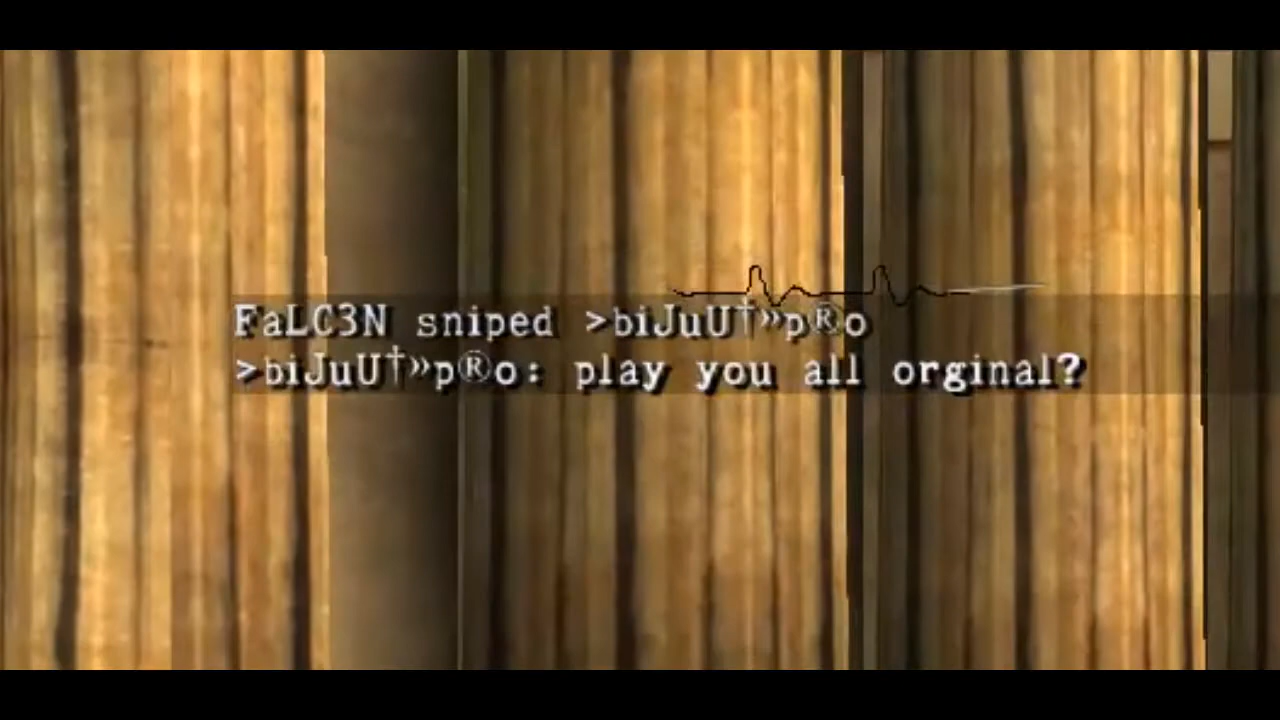 FaLC3N sniped >biJuU†»p®o
>biJuU†»p®o: play you all orginal?